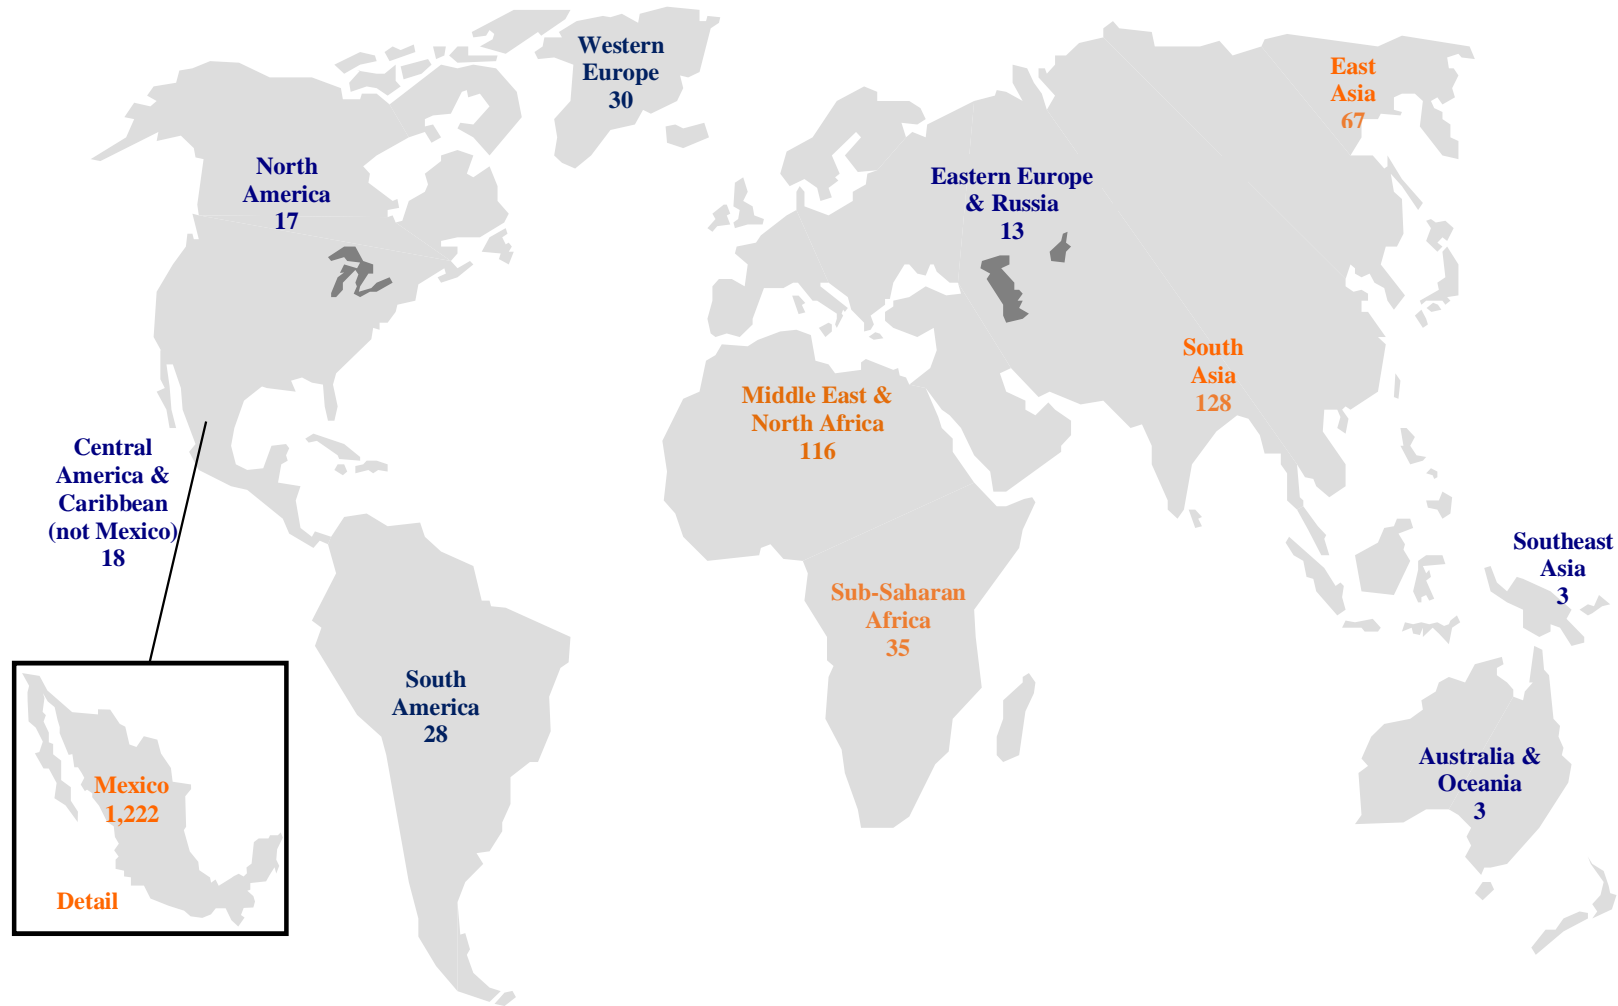 Western
Europe
30
East
Asia
67
North
America
17
Eastern Europe
& Russia
13
South
Asia
128
Middle East &
North Africa
116
Central
America &
Caribbean
(not Mexico)
18
Southeast
Asia
3
Sub-Saharan
Africa
35
South
America
28
Australia &
Oceania
3
Mexico
1,222
Detail